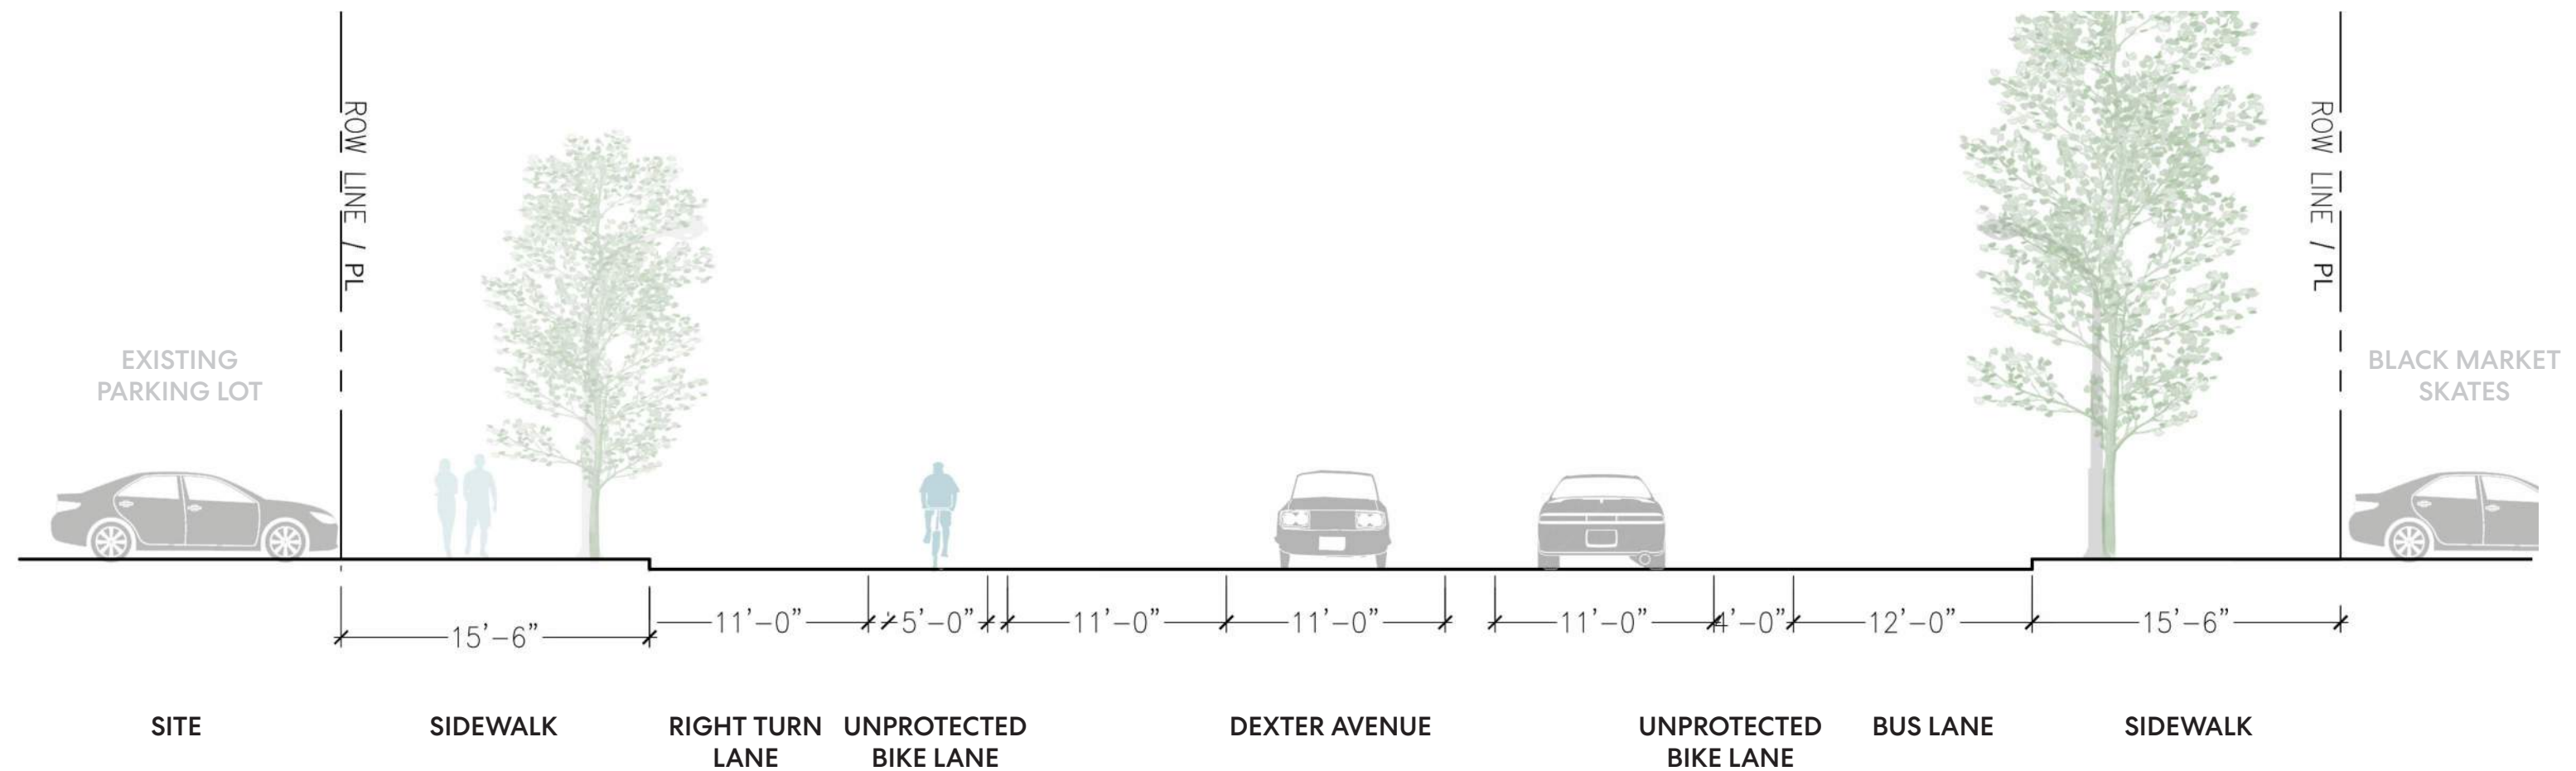 ROW LINE / PL
ROW LINE / PL
EXISTING
PARKING LOT
BLACK MARKET
SKATES
15'-6"
11'-0"
5'-0"
11'-0"
11'-0"
11'-0"
4'-0"
12'-0"
15'-6"
SITE
SIDEWALK
RIGHT TURN
LANE
UNPROTECTED
BIKE LANE
DEXTER AVENUE
UNPROTECTED
BIKE LANE
BUS LANE
SIDEWALK